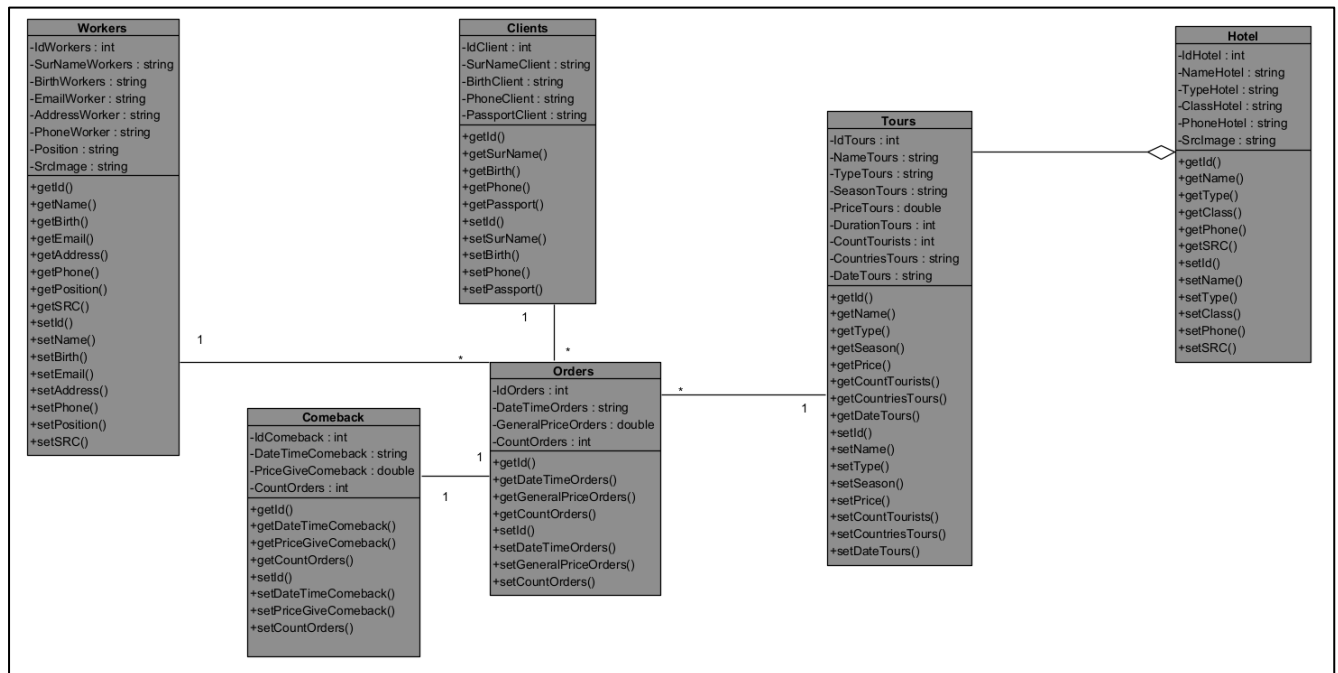 Workers
-IdWorkers : int
-SurNameWorkers : string
-BirthWorkers : string
-EmailWorker : string
-AddressWorker : string
-PhoneWorker : string
-Position : string
-SrcImage : string
+getId()
+getName()
+getBirth()
+getEmail()
+getAddress()
+getPhone()
+getPosition()
+getSRC()
+setId()
+setName()
+setBirth()
+setEmail()
+setAddress()
+setPhone()
+setPosition()
+setSRC()
1
*
Clients
-IdClient : int
-SurNameClient : string
-BirthClient : string
-PhoneClient : string
-PassportClient : string
+getId()
+getSurName()
+getBirth()
+getPhone()
+getPassport()
+setId()
+setSurName()
+setBirth()
+setPhone()
+setPassport()
1
*
Comeback
-IdComeback : int
-DateTimeComeback : string
-PriceGiveComeback : double
-CountOrders : int
+getId()
+getDateTimeComeback()
+getPriceGiveComeback()
+getCountOrders()
+setId()
+setDateTimeComeback()
+setPriceGiveComeback()
+setCountOrders()
1
1
Orders
-IdOrders : int
-DateTimeOrders : string
-GeneralPriceOrders : double
-CountOrders : int
+getId()
+getDateTimeOrders()
+getGeneralPriceOrders()
+getCountOrders()
+setId()
+setDateTimeOrders()
+setGeneralPriceOrders()
+setCountOrders()
*
1
Tours
-IdTours : int
-NameTours : string
-TypeTours : string
-SeasonTours : string
-PriceTours : double
-DurationTours : int
-CountTourists : int
-CountriesTours : string
-DateTours : string
+getId()
+getName()
+getType()
+getSeason()
+getPrice()
+getCountTourists()
+getCountriesTours()
+getDateTours()
+setId()
+setName()
+setType()
+setSeason()
+setPrice()
+setCountTourists()
+setCountriesTours()
+setDateTours()
Hotel
-IdHotel : int
-NameHotel : string
-TypeHotel : string
-ClassHotel : string
-PhoneHotel : string
-SrcImage : string
+getId()
+getName()
+getType()
+getClass()
+getPhone()
+getSRC()
+setId()
+setName()
+setType()
+setClass()
+setPhone()
+setSRC()